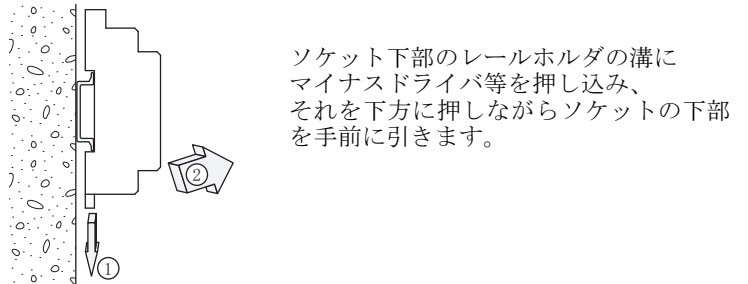 ソケット下部のレールホルダの溝に
マイナスドライバ等を押し込み、
それを下方に押しながらソケットの下部
を手前に引きます。
②
①